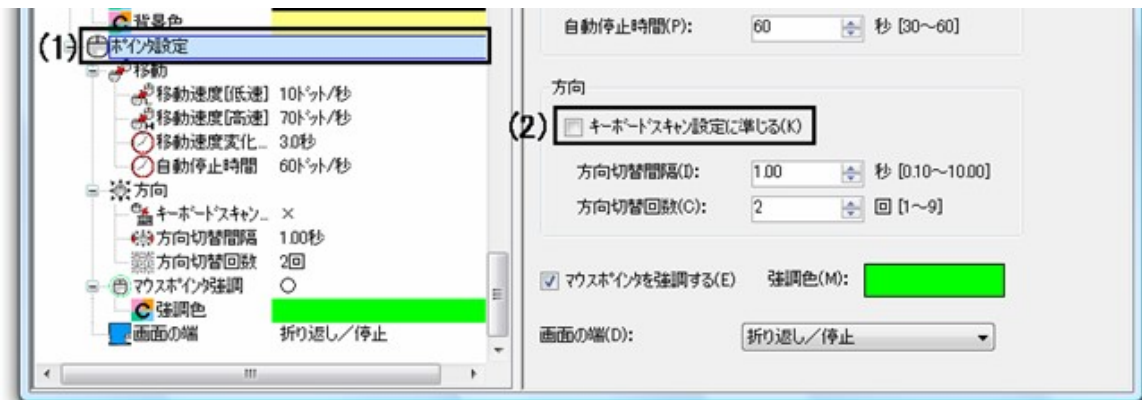 背景色
(1) ポインタ設定
移動
移動速度[低速] 10ドット/秒
移動速度[高速] 70ドット/秒
移動速度変化... 3.0秒
自動停止時間 60ドット/秒
方向
キーボードスキャン... ×
方向切替間隔 1.00秒
方向切替回数 2回
マウスポインタ強調 ○
強調色
画面の端 折り返し/停止
自動停止時間(P): 60 秒 [30~60]
方向
(2) キーボードスキャン設定に準じる(K)
方向切替間隔(I): 1.00 秒 [0.10~10.00]
方向切替回数(C): 2 回 [1~9]
マウスポインタを強調する(E) 強調色(M):
画面の端(D): 折り返し/停止